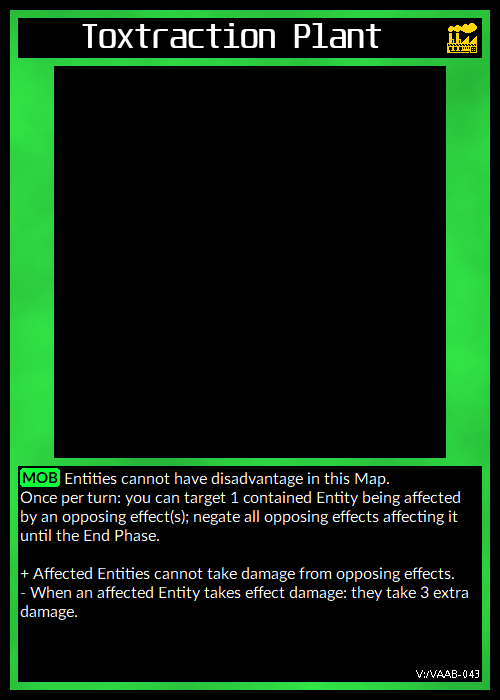 Toxtraction Plant
MOB Entities cannot have disadvantage in this Map.
Once per turn: you can target 1 contained Entity being affected
by an opposing effect(s); negate all opposing effects affecting it
until the End Phase.
+ Affected Entities cannot take damage from opposing effects.
- When an affected Entity takes effect damage: they take 3 extra
damage.
V:/VAAB-043